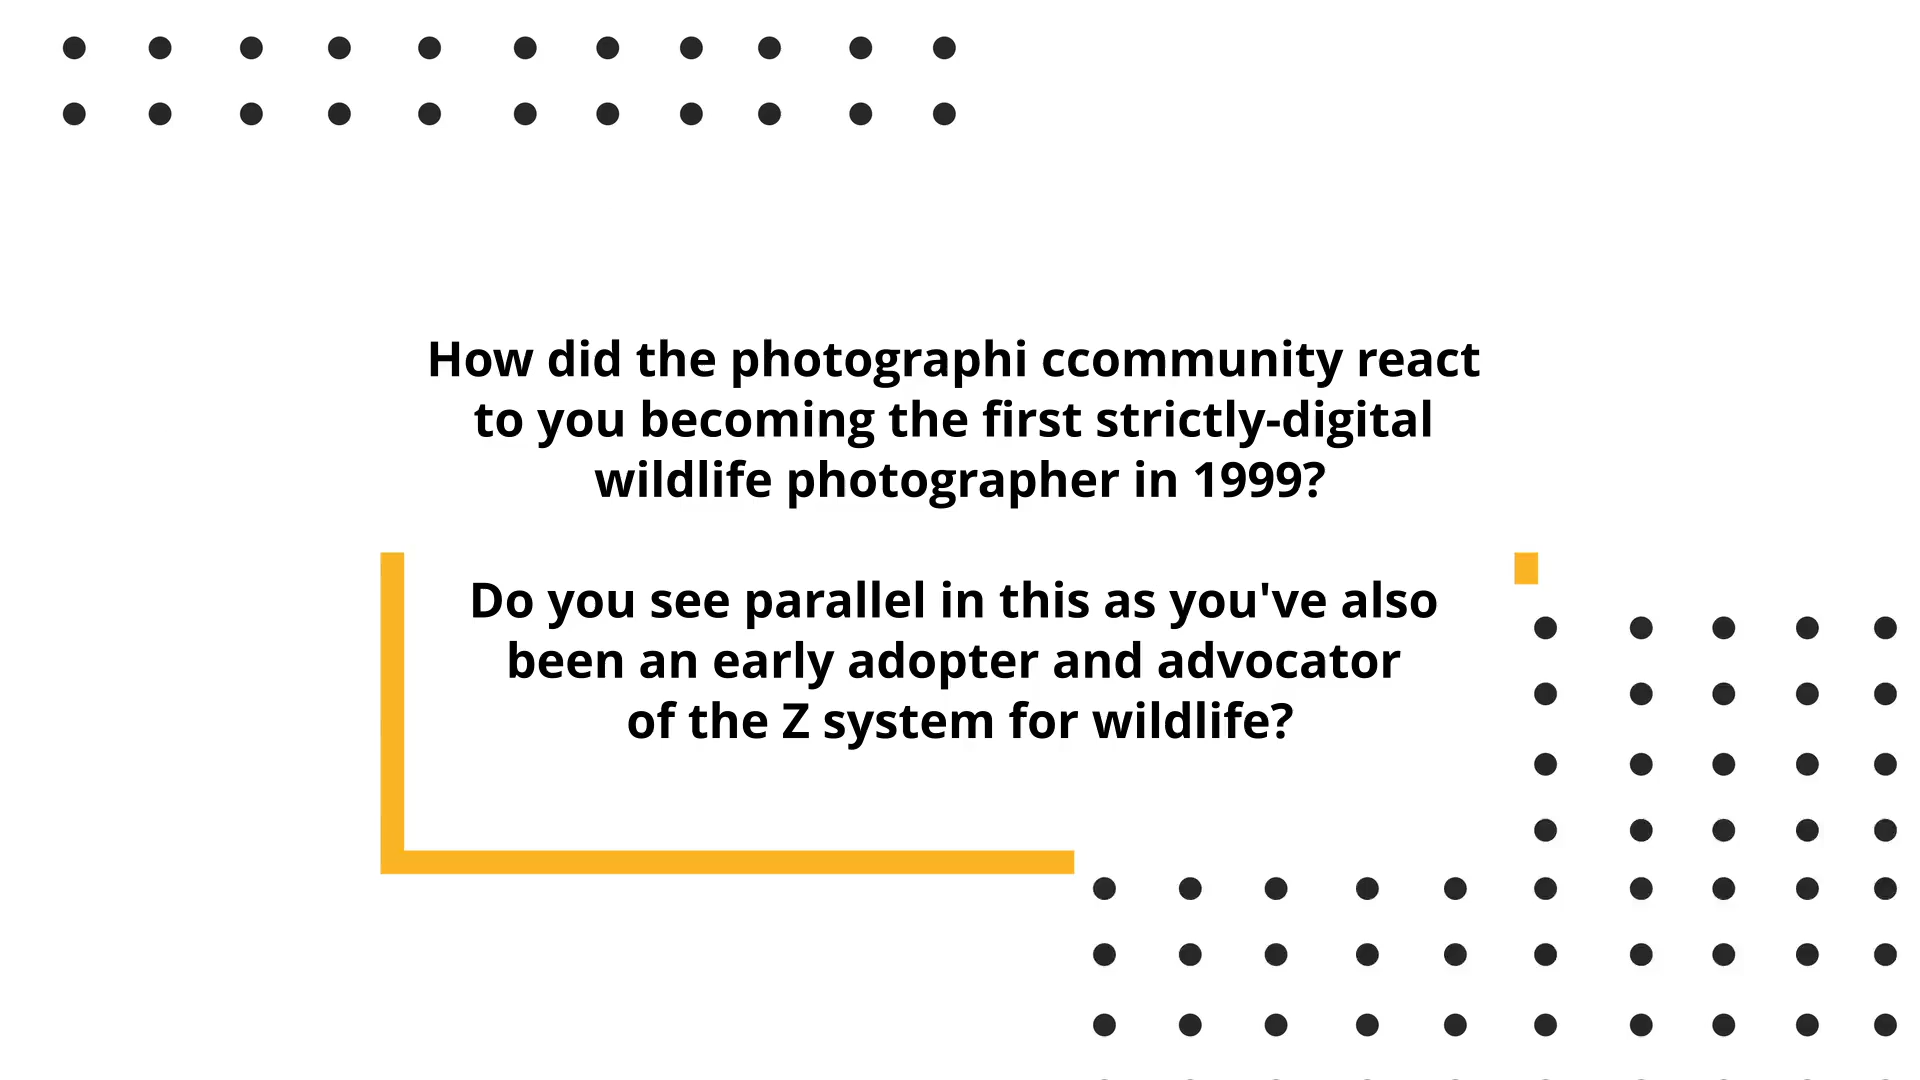 How did the photographi ccommunity react
to you becoming the first strictly-digital
wildlife photographer in 1999?
Do you see parallel in this as you've also
been an early adopter and advocator
of the Z system for wildlife?